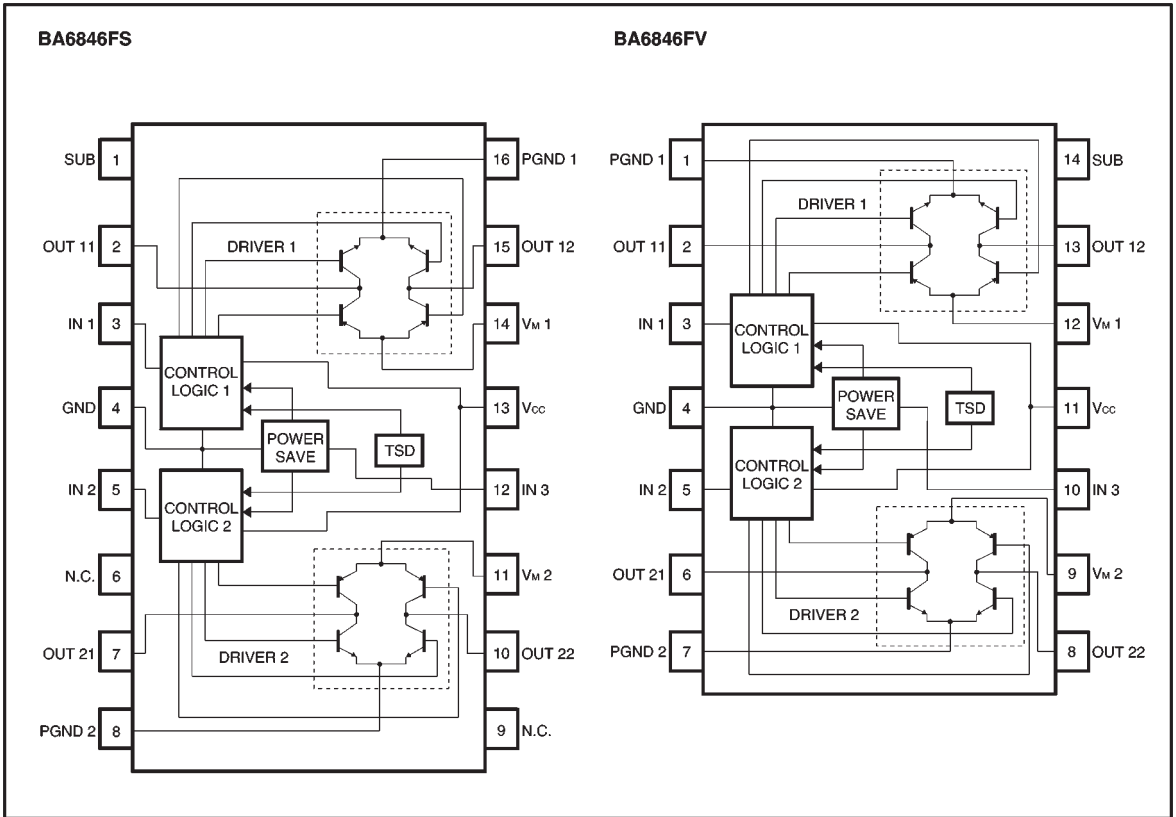 BA6846FS
SUB 1
16 PGND 1
OUT 11 2
DRIVER 1
15 OUT 12
IN 1 3
14 VM 1
CONTROL
LOGIC 1
GND 4
13 VCC
POWER
SAVE
TSD
IN 2 5
12 IN 3
CONTROL
LOGIC 2
N.C. 6
11 VM 2
OUT 21 7
DRIVER 2
10 OUT 22
PGND 2 8
9 N.C.
BA6846FV
PGND 1 1
14 SUB
DRIVER 1
OUT 11 2
13 OUT 12
IN 1 3
12 VM 1
CONTROL
LOGIC 1
GND 4
POWER
SAVE
TSD
11 VCC
CONTROL
LOGIC 2
IN 2 5
10 IN 3
OUT 21 6
9 VM 2
DRIVER 2
PGND 2 7
8 OUT 22